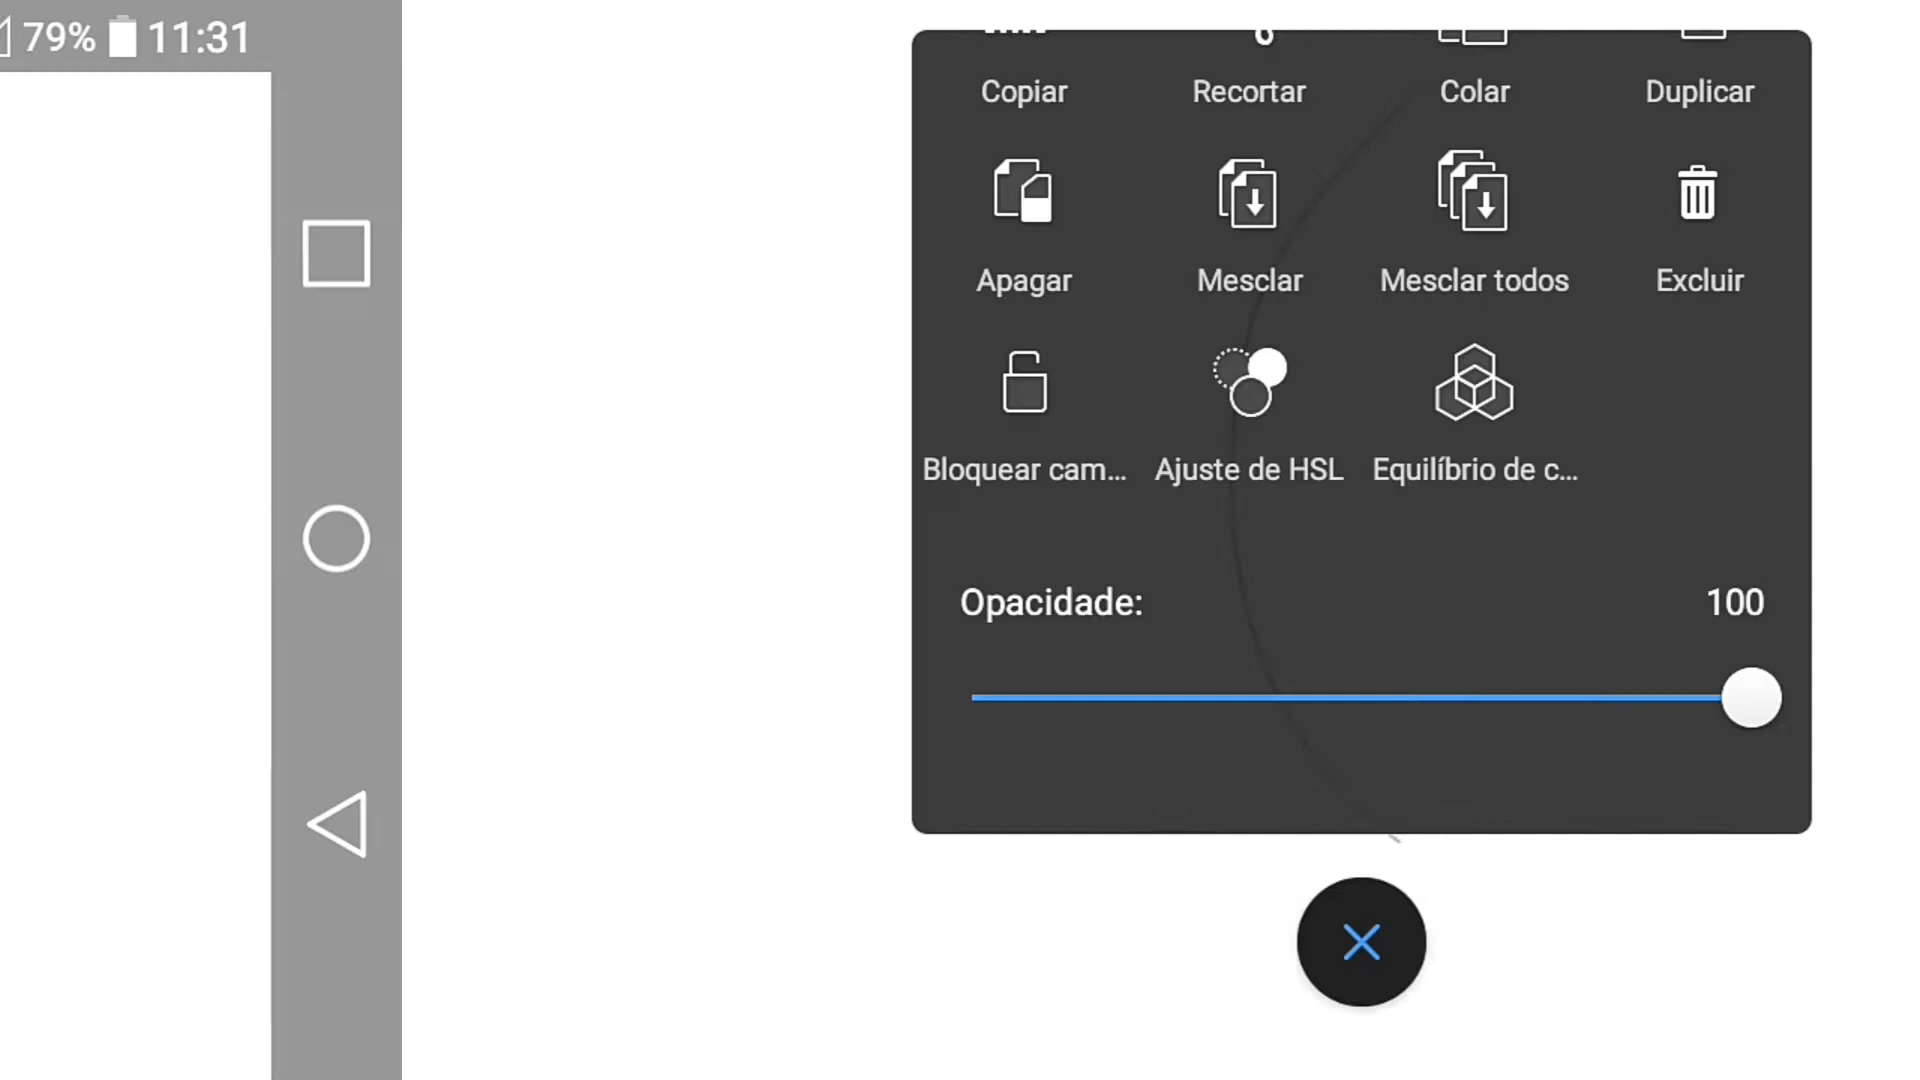 79% 11:31
Copiar Recortar Colar Duplicar
Apagar Mesclar Mesclar todos Excluir
Bloquear cam... Ajuste de HSL Equilíbrio de c...
Opacidade: 100